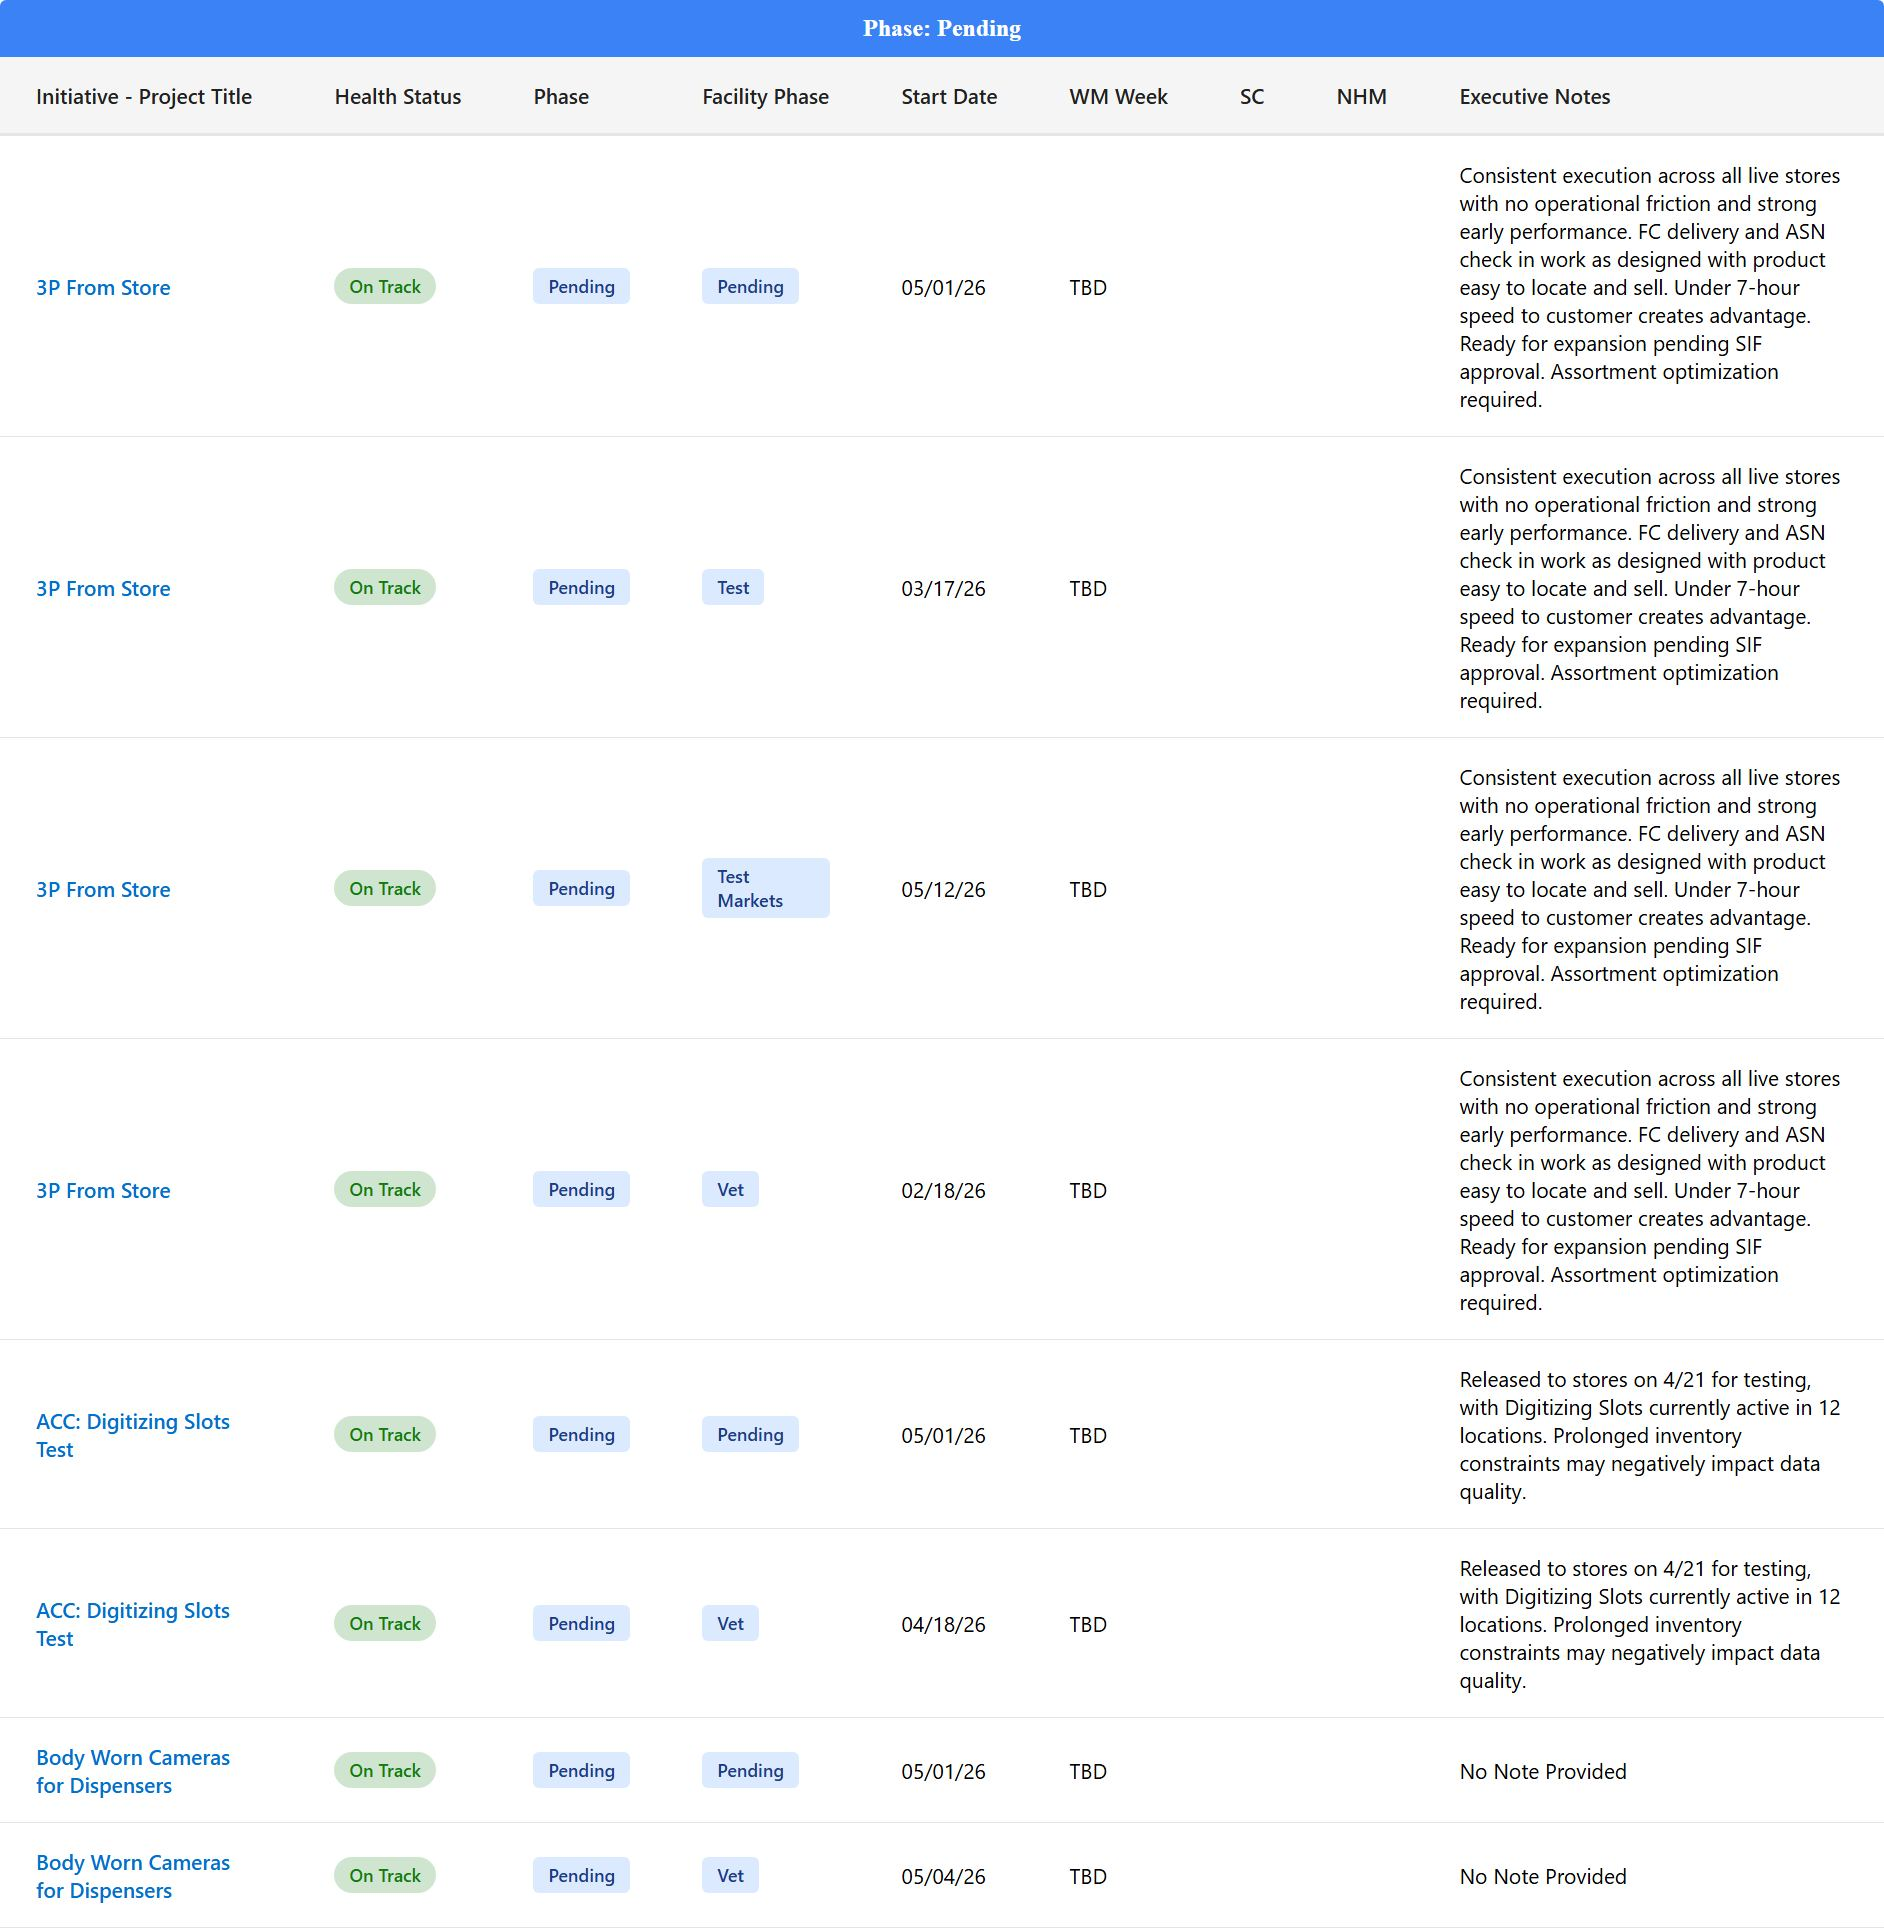 Phase: Pending
Initiative - Project Title Health Status Phase Facility Phase Start Date WM Week SC NHM Executive Notes
3P From Store On Track Pending Pending 05/01/26 TBD
Consistent execution across all live stores
with no operational friction and strong
early performance. FC delivery and ASN
check in work as designed with product
easy to locate and sell. Under 7-hour
speed to customer creates advantage.
Ready for expansion pending SIF
approval. Assortment optimization
required.
3P From Store On Track Pending Test 03/17/26 TBD
Consistent execution across all live stores
with no operational friction and strong
early performance. FC delivery and ASN
check in work as designed with product
easy to locate and sell. Under 7-hour
speed to customer creates advantage.
Ready for expansion pending SIF
approval. Assortment optimization
required.
3P From Store On Track Pending Test
Markets 05/12/26 TBD
Consistent execution across all live stores
with no operational friction and strong
early performance. FC delivery and ASN
check in work as designed with product
easy to locate and sell. Under 7-hour
speed to customer creates advantage.
Ready for expansion pending SIF
approval. Assortment optimization
required.
3P From Store On Track Pending Vet 02/18/26 TBD
Consistent execution across all live stores
with no operational friction and strong
early performance. FC delivery and ASN
check in work as designed with product
easy to locate and sell. Under 7-hour
speed to customer creates advantage.
Ready for expansion pending SIF
approval. Assortment optimization
required.
ACC: Digitizing Slots
Test On Track Pending Pending 05/01/26 TBD
Released to stores on 4/21 for testing,
with Digitizing Slots currently active in 12
locations. Prolonged inventory
constraints may negatively impact data
quality.
ACC: Digitizing Slots
Test On Track Pending Vet 04/18/26 TBD
Released to stores on 4/21 for testing,
with Digitizing Slots currently active in 12
locations. Prolonged inventory
constraints may negatively impact data
quality.
Body Worn Cameras
for Dispensers On Track Pending Pending 05/01/26 TBD No Note Provided
Body Worn Cameras
for Dispensers On Track Pending Vet 05/04/26 TBD No Note Provided